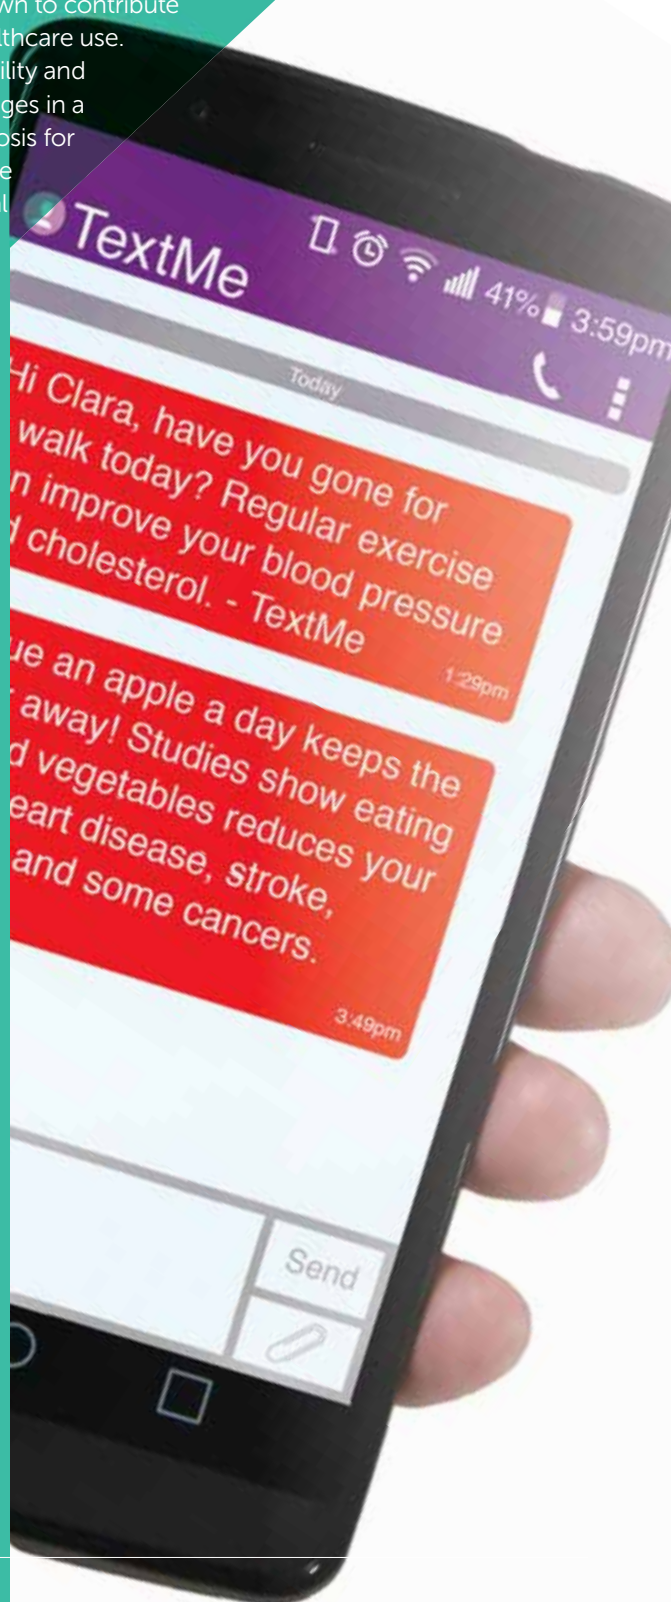 wn to contribute
lthcare use.
ility and
ges in a
osis for
e
l
TextMe
41% 3:59pm
Today
Hi Clara, have you gone for
walk today? Regular exercise
n improve your blood pressure
d cholesterol. - TextMe
1:29pm
ue an apple a day keeps the
r away! Studies show eating
d vegetables reduces your
eart disease, stroke,
and some cancers.
3:49pm
Send